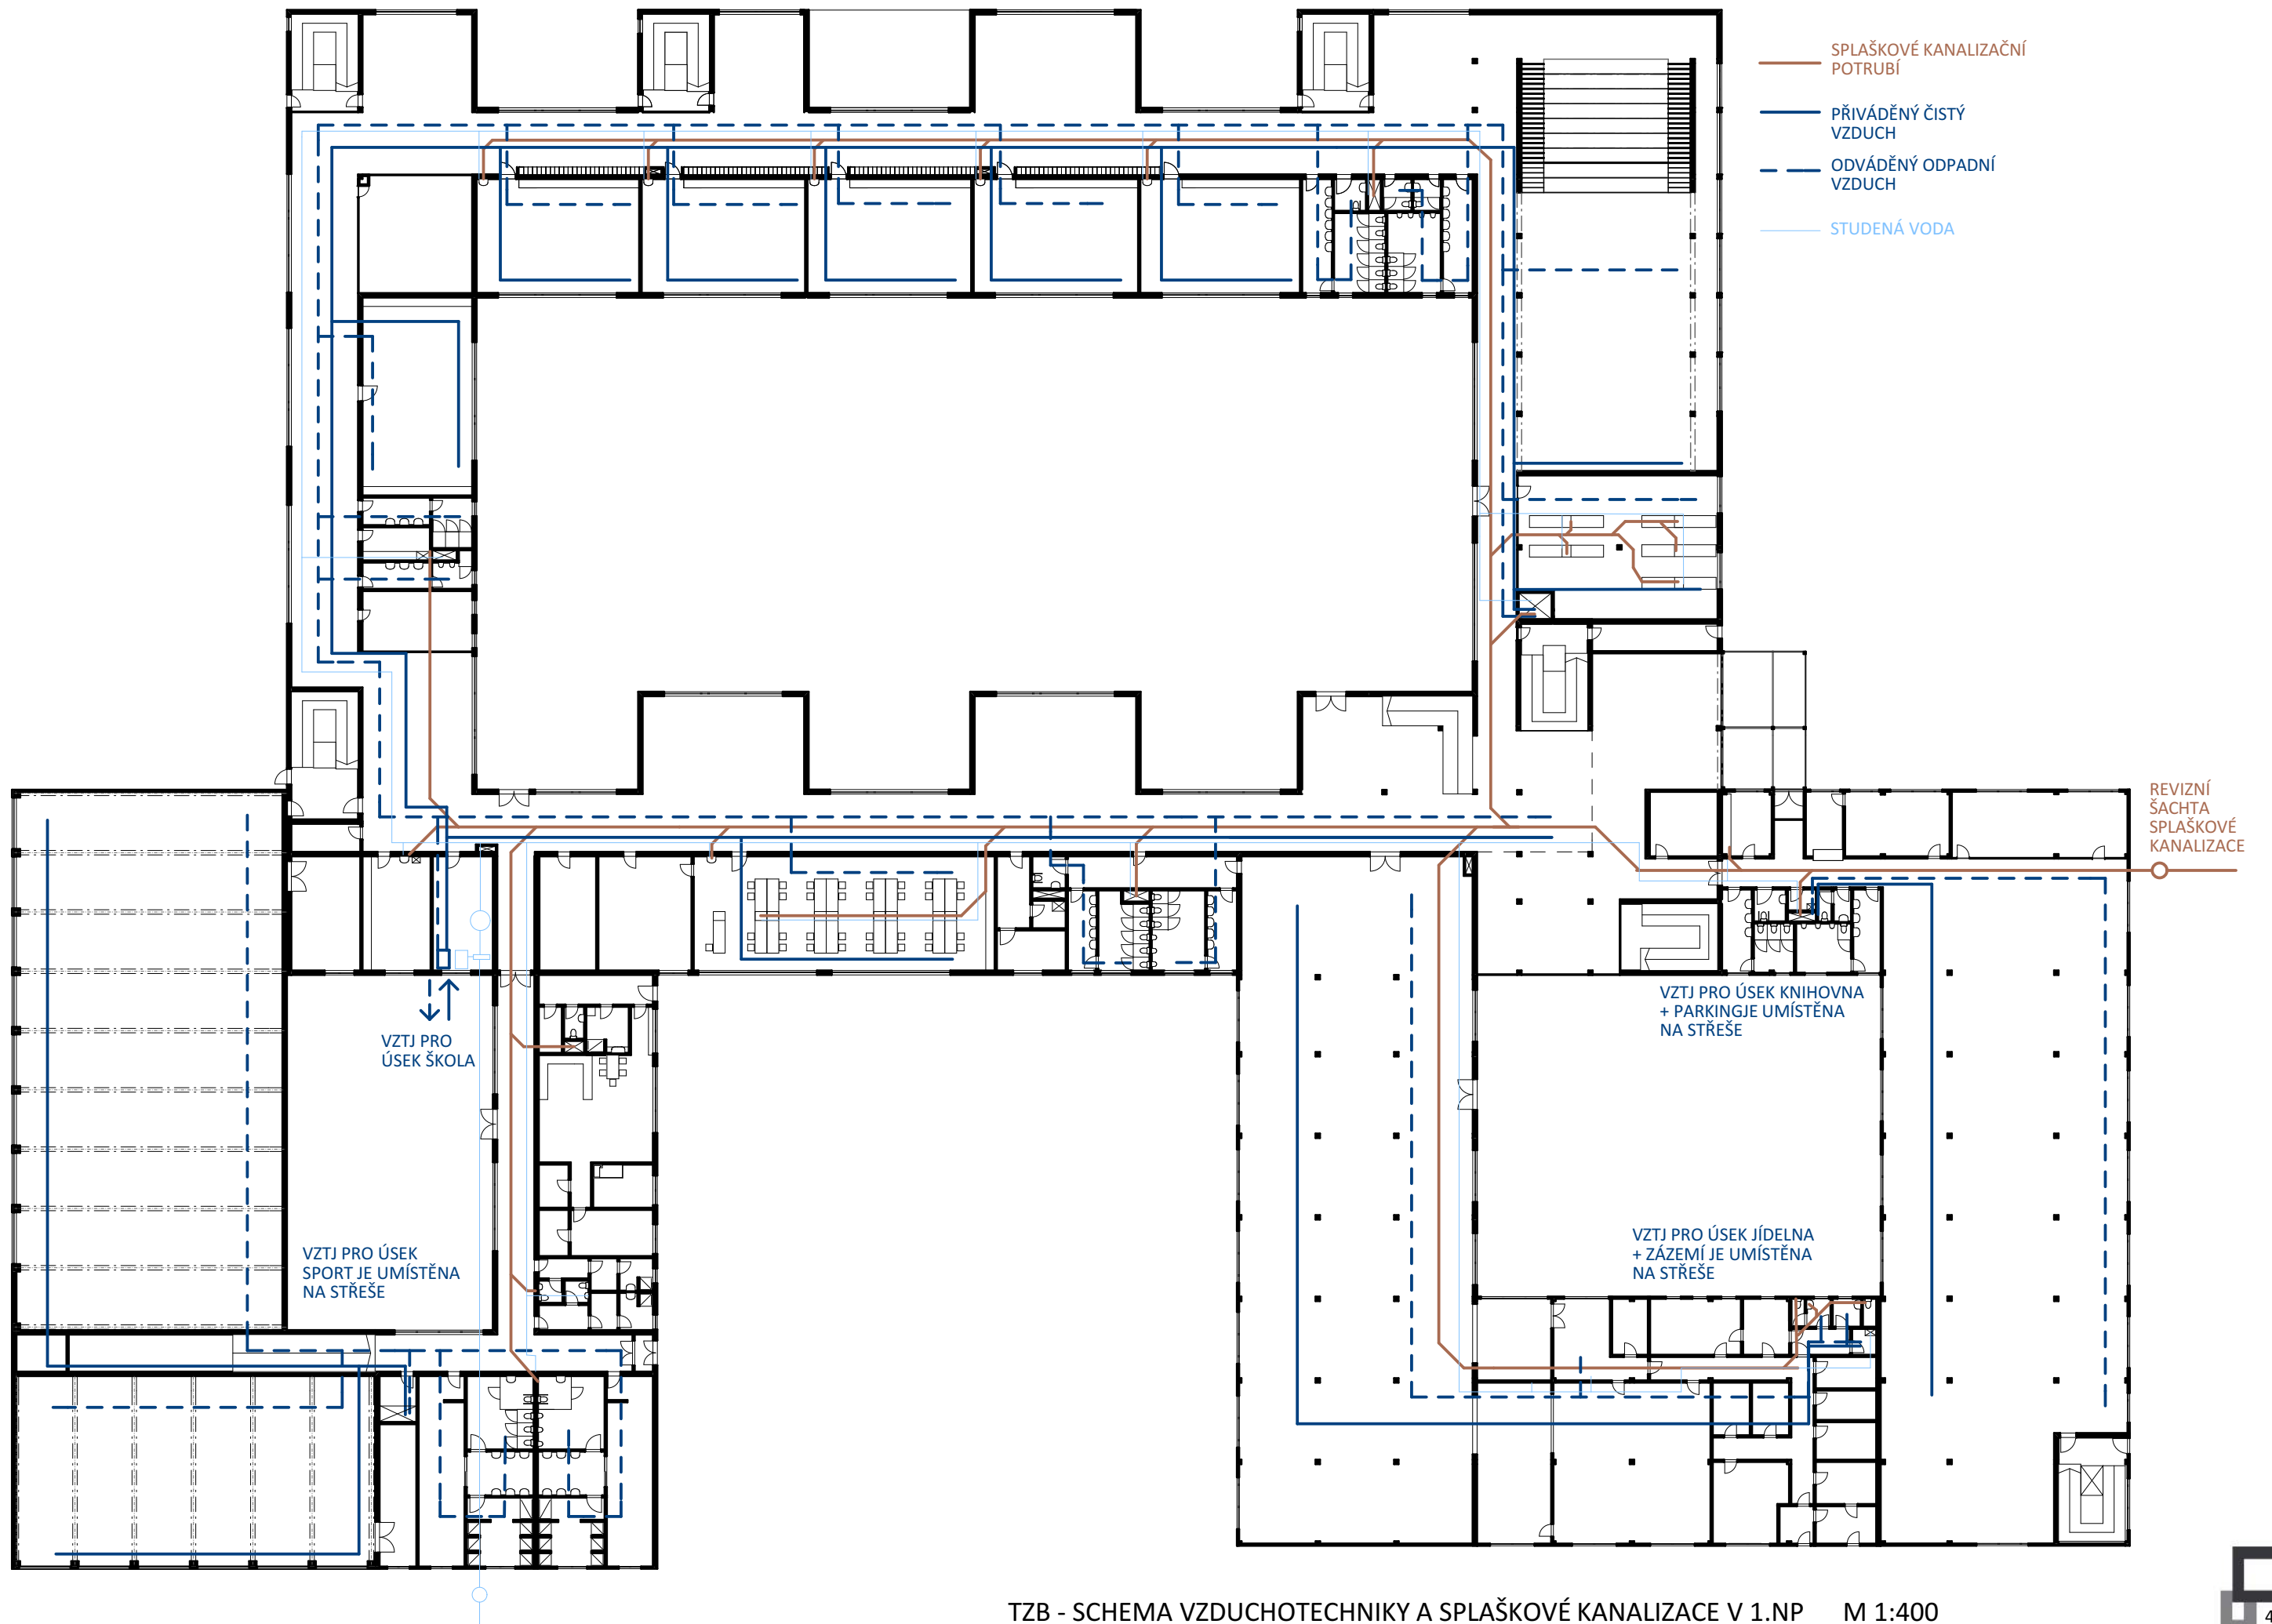 SPLAŠKOVÉ KANALIZAČNÍ
POTRUBÍ
PŘIVÁDĚNÝ ČISTÝ
VZDUCH
ODVÁDĚNÝ ODPADNÍ
VZDUCH
STUDENÁ VODA
REVIZNÍ
ŠACHTA
SPLAŠKOVÉ
KANALIZACE
VZTJ PRO ÚSEK KNIHOVNA
+ PARKINGJE UMÍSTĚNA
NA STŘEŠE
VZTJ PRO
ÚSEK ŠKOLA
VZTJ PRO ÚSEK JÍDELNA
+ ZÁZEMÍ JE UMÍSTĚNA
NA STŘEŠE
VZTJ PRO ÚSEK
SPORT JE UMÍSTĚNA
NA STŘEŠE
TZB - SCHEMA VZDUCHOTECHNIKY A SPLAŠKOVÉ KANALIZACE V 1.NP M 1:400